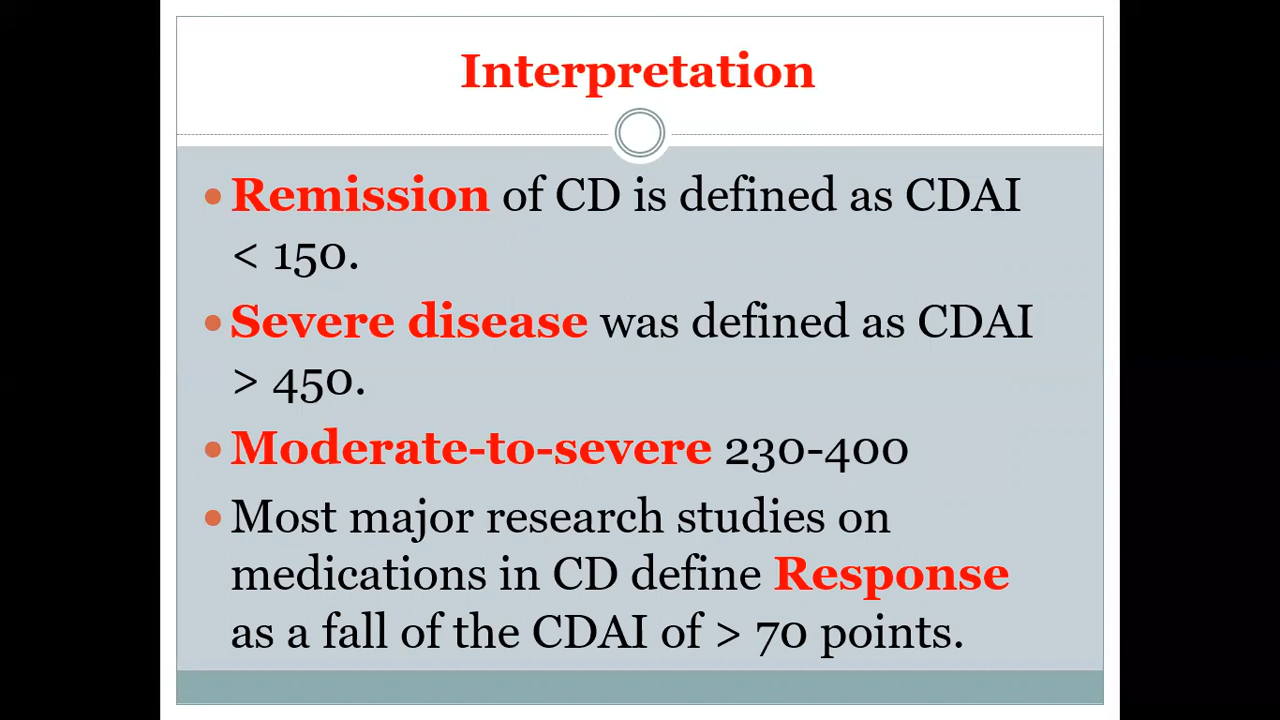 Interpretation
• Remission of CD is defined as CDAI
< 150.
• Severe disease was defined as CDAI
> 450.
• Moderate-to-severe 230-400
• Most major research studies on
medications in CD define Response
as a fall of the CDAI of > 70 points.